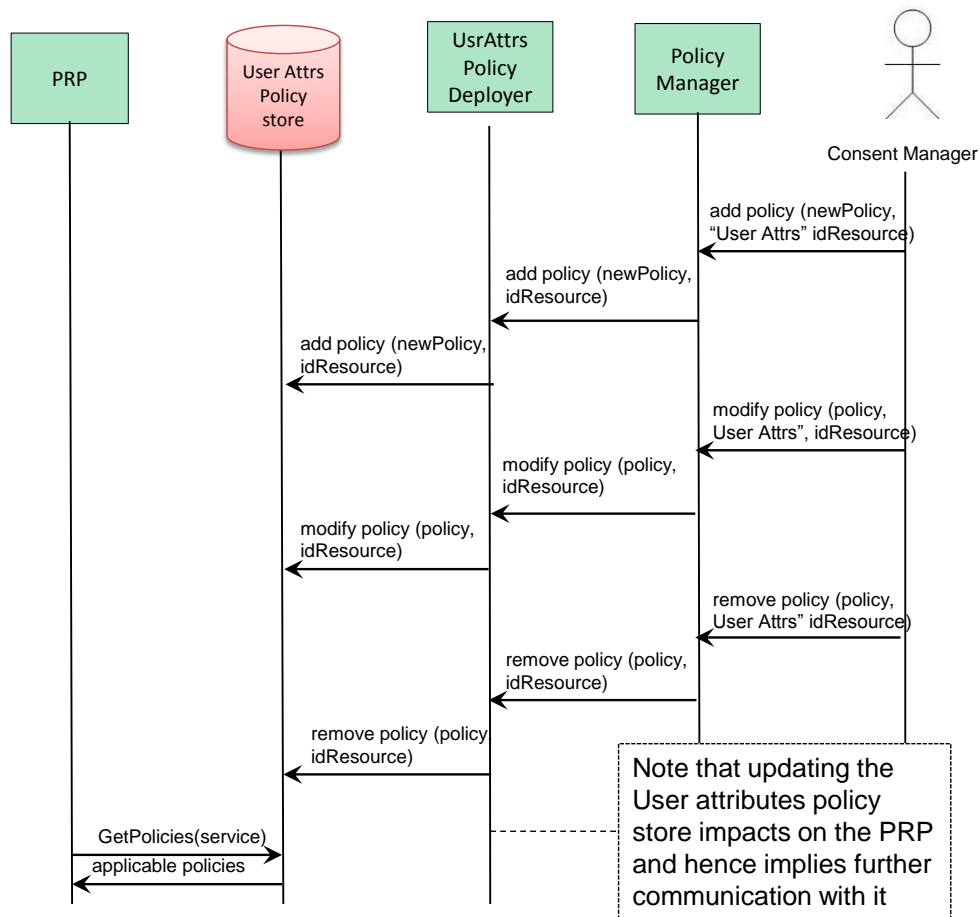 PRP
User Attrs
Policy
store
UsrAttrs
Policy
Deployer
Policy
Manager
Consent Manager
add policy (newPolicy,
“User Attrs” idResource)
add policy (newPolicy,
idResource)
add policy (newPolicy,
idResource)
modify policy (policy,
User Attrs”, idResource)
modify policy (policy,
idResource)
modify policy (policy,
idResource)
remove policy (policy,
User Attrs” idResource)
remove policy (policy,
idResource)
remove policy (policy,
idResource)
Note that updating the
User attributes policy
store impacts on the PRP
and hence implies further
communication with it
GetPolicies(service)
applicable policies